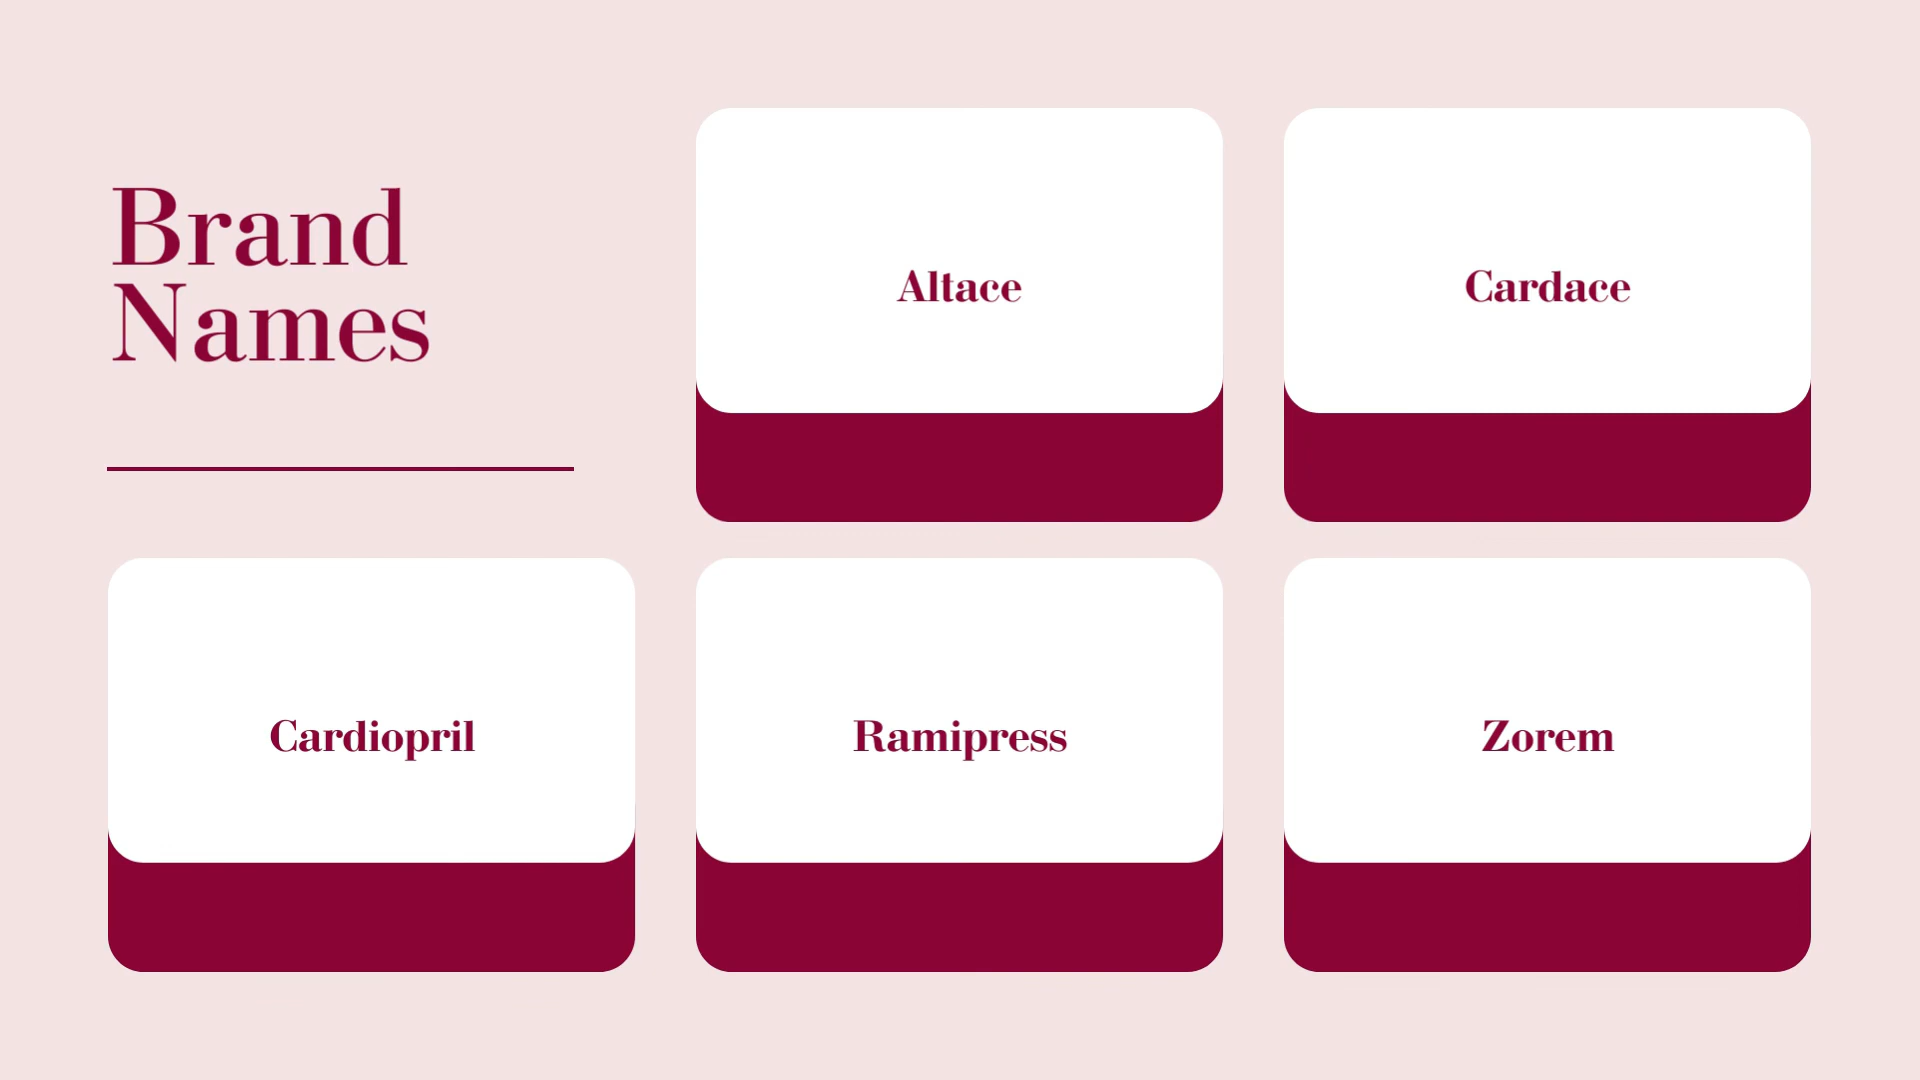 Brand
Names
Altace
Cardace
Cardiopril
Ramipress
Zorem